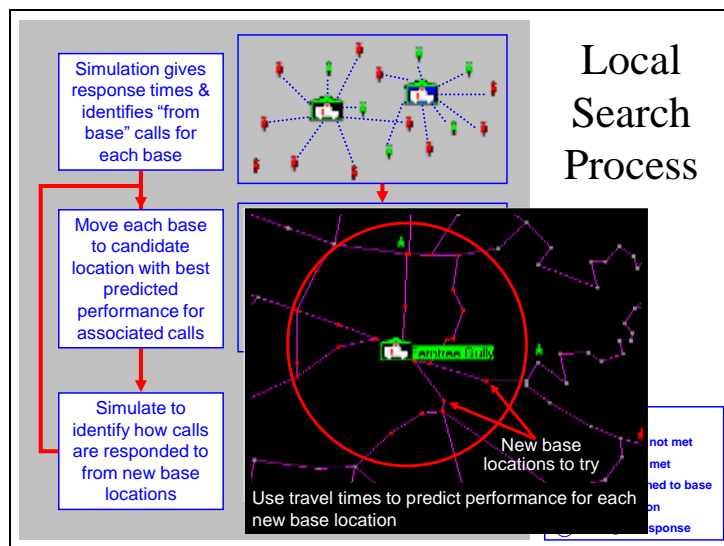 Local
Search
Process
Simulation gives
response times &
identifies “from
base” calls for
each base
Move each base
to candidate
location with best
predicted
performance for
associated calls
Simulate to
identify how calls
are responded to
from new base
locations
Ferntree Gully
New base
locations to try
Use travel times to predict performance for each
new base location
not met
met
ned to base
on
response